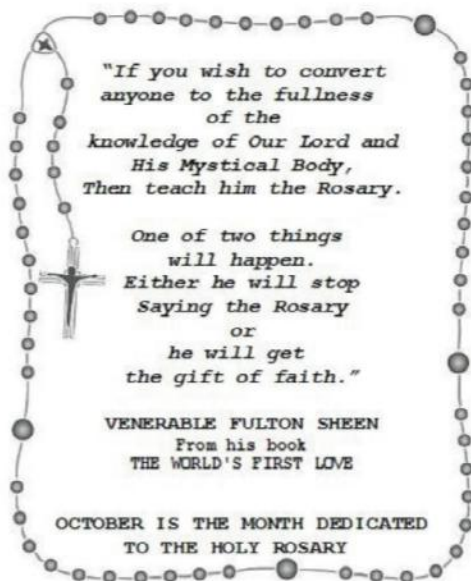 "If you wish to convert
anyone to the fullness
of the
knowledge of Our Lord and
His Mystical Body,
Then teach him the Rosary.
One of two things
will happen.
Either he will stop
Saying the Rosary
or
he will get
the gift of faith."
VENERABLE FULTON SHEEN
From his book
THE WORLD'S FIRST LOVE
OCTOBER IS THE MONTH DEDICATED
TO THE HOLY ROSARY